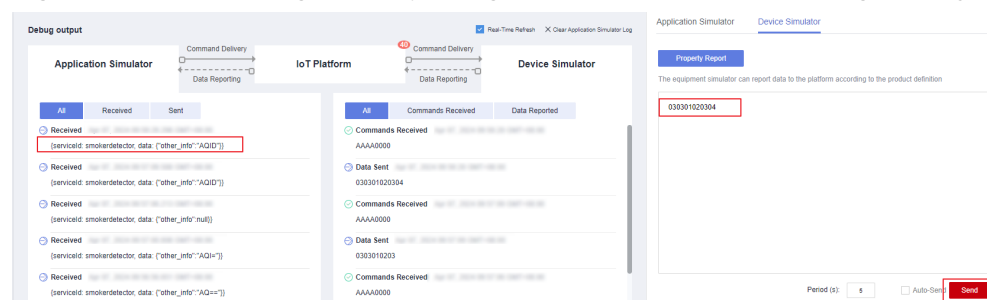 Debug output
Real-Time Refresh
Clear Application Simulator Log
Application Simulator
Command Delivery
Data Reporting
IoT Platform
40
Command Delivery
Data Reporting
Device Simulator
All Received Sent
Received
{serviceId: smokerdetector, data: {"other_info":"AQID"}}
Received
{serviceId: smokerdetector, data: {"other_info":"AQID"}}
Received
{serviceId: smokerdetector, data: {"other_info":null}}
Received
{serviceId: smokerdetector, data: {"other_info":"AQI="}}
Received
{serviceId: smokerdetector, data: {"other_info":"AQ=="}}
All Commands Received Data Reported
Commands Received
AAAA0000
Data Sent
030301020304
Commands Received
AAAA0000
Data Sent
0303010203
Commands Received
AAAA0000
Application Simulator Device Simulator
Property Report
The equipment simulator can report data to the platform according to the product definition
030301020304
Period (s): 5 Auto-Send Send